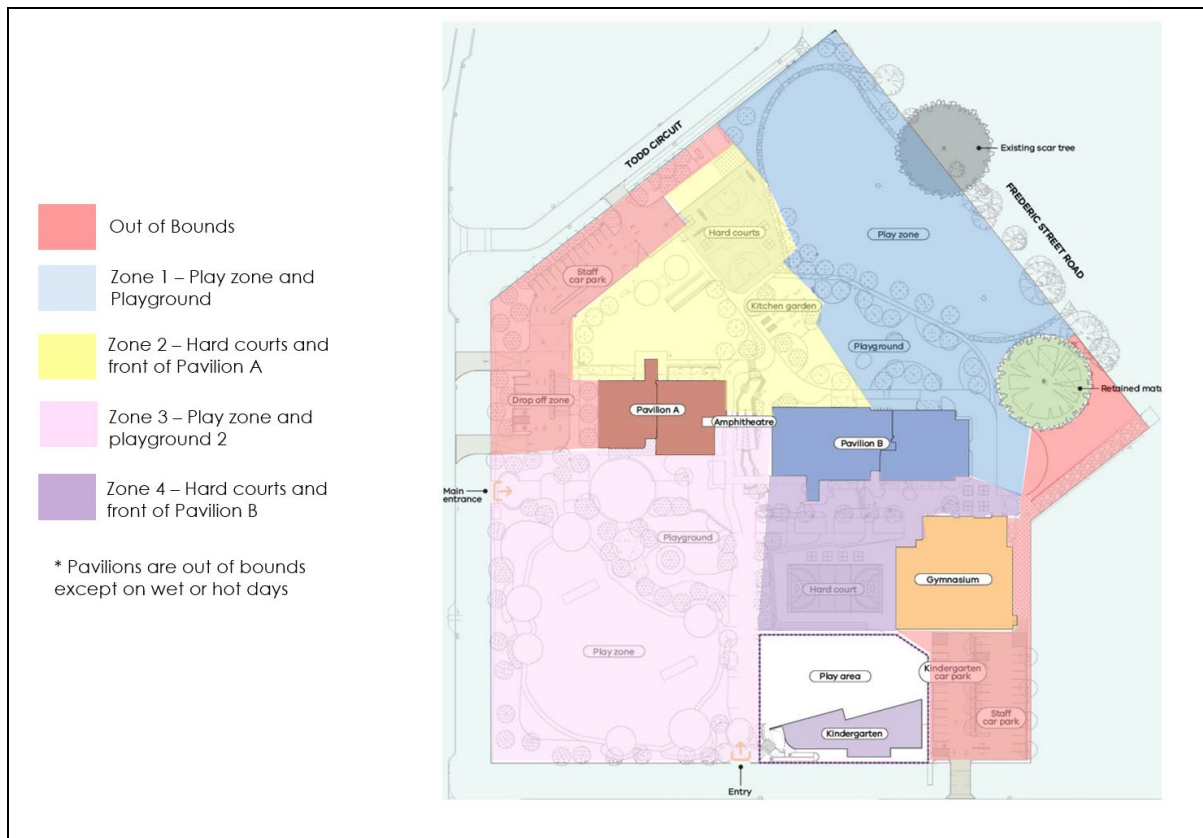 Out of Bounds
Zone 1 – Play zone and
Playground
Zone 2 – Hard courts and
front of Pavilion A
Zone 3 – Play zone and
playground 2
Zone 4 – Hard courts and
front of Pavilion B
* Pavilions are out of bounds
except on wet or hot days
TODD CIRCUIT
Existing scar tree
FREDERIC STREET ROAD
Hard courts
Play zone
Staff
car park
Kitchen garden
Playground
Retained matu
Drop off zone
Pavilion A
Amphitheatre
Pavilion B
Main
entrance
Playground
Gymnasium
Hard court
Play zone
Play area
Kindergarten
car park
Staff
car park
Kindergarten
Entry